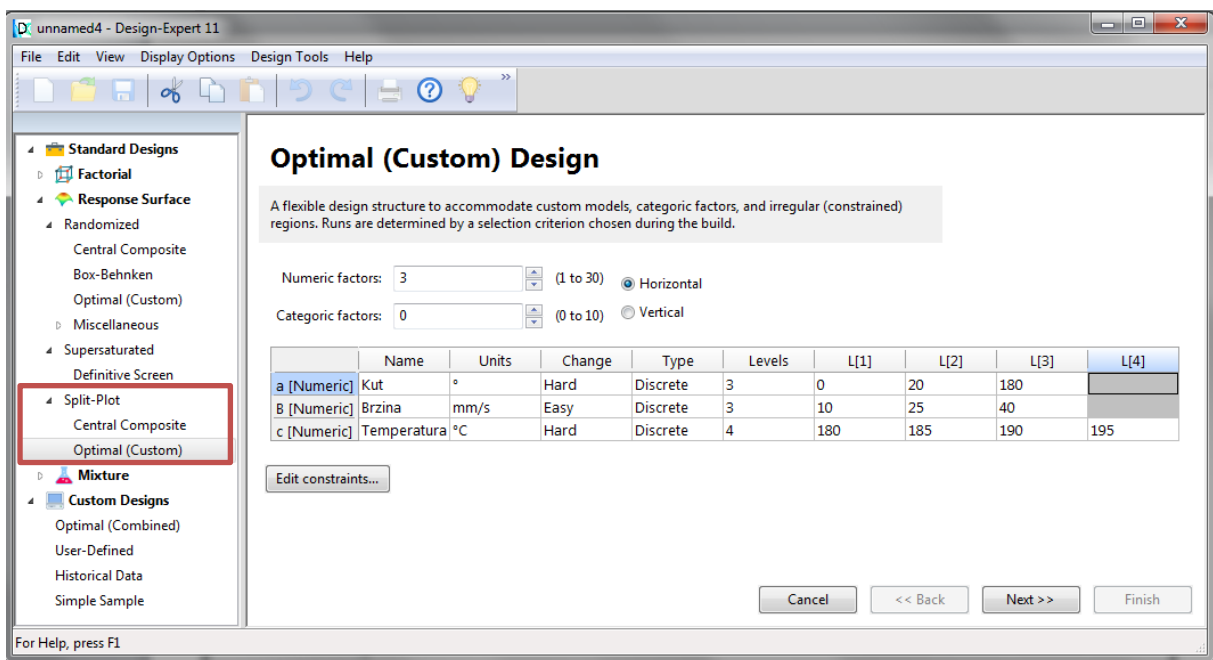 unnamed4 - Design-Expert 11
File Edit View Display Options Design Tools Help
»
Standard Designs
Factorial
Response Surface
Randomized
Central Composite
Box-Behnken
Optimal (Custom)
Miscellaneous
Supersaturated
Definitive Screen
Split-Plot
Central Composite
Optimal (Custom)
Mixture
Custom Designs
Optimal (Combined)
User-Defined
Historical Data
Simple Sample
Optimal (Custom) Design
A flexible design structure to accommodate custom models, categoric factors, and irregular (constrained)
regions. Runs are determined by a selection criterion chosen during the build.
Numeric factors: 3 (1 to 30) Horizontal
Categoric factors: 0 (0 to 10) Vertical
Name Units Change Type Levels L[1] L[2] L[3] L[4]
a [Numeric] Kut ° Hard Discrete 3 0 20 180
B [Numeric] Brzina mm/s Easy Discrete 3 10 25 40
c [Numeric] Temperatura °C Hard Discrete 4 180 185 190 195
Edit constraints...
Cancel << Back Next >> Finish
For Help, press F1